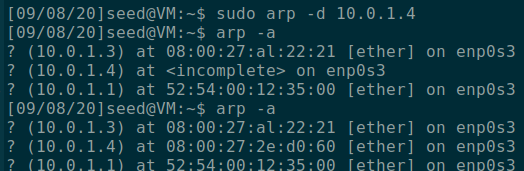 [09/08/20]seed@VM:~$ sudo arp -d 10.0.1.4
[09/08/20]seed@VM:~$ arp -a
? (10.0.1.3) at 08:00:27:a1:22:21 [ether] on enp0s3
? (10.0.1.4) at <incomplete> on enp0s3
? (10.0.1.1) at 52:54:00:12:35:00 [ether] on enp0s3
[09/08/20]seed@VM:~$ arp -a
? (10.0.1.3) at 08:00:27:a1:22:21 [ether] on enp0s3
? (10.0.1.4) at 08:00:27:2e:d0:60 [ether] on enp0s3
? (10.0.1.1) at 52:54:00:12:35:00 [ether] on enp0s3